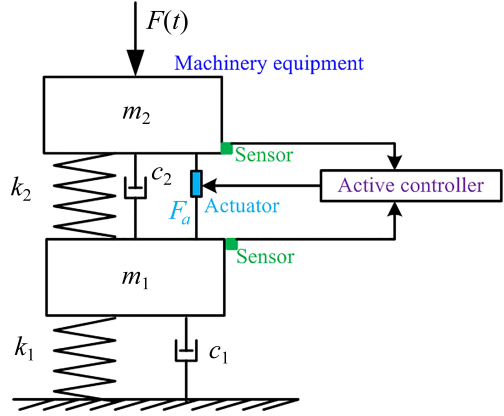 F(t)
Machinery equipment
m2
Sensor
c2
k2
Active controller
Actuator
Fa
Sensor
m1
k1
c1